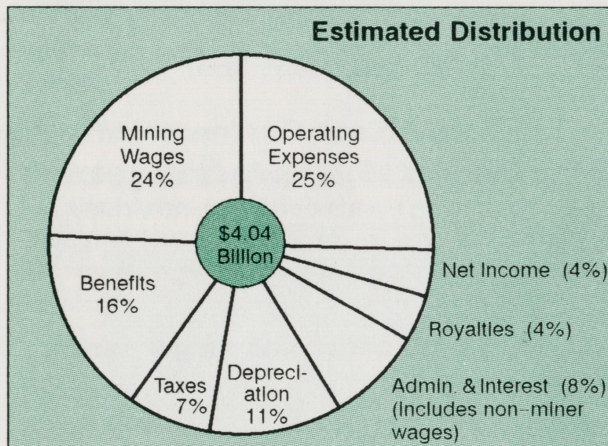 Estimated Distribution
Mining
Wages
24%
Operating
Expenses
25%
$4.04
Billion
Net Income (4%)
Benefits
16%
Royalties (4%)
Taxes
7%
Depreci-
ation
11%
Admin. & Interest (8%)
(Includes non-miner
wages)